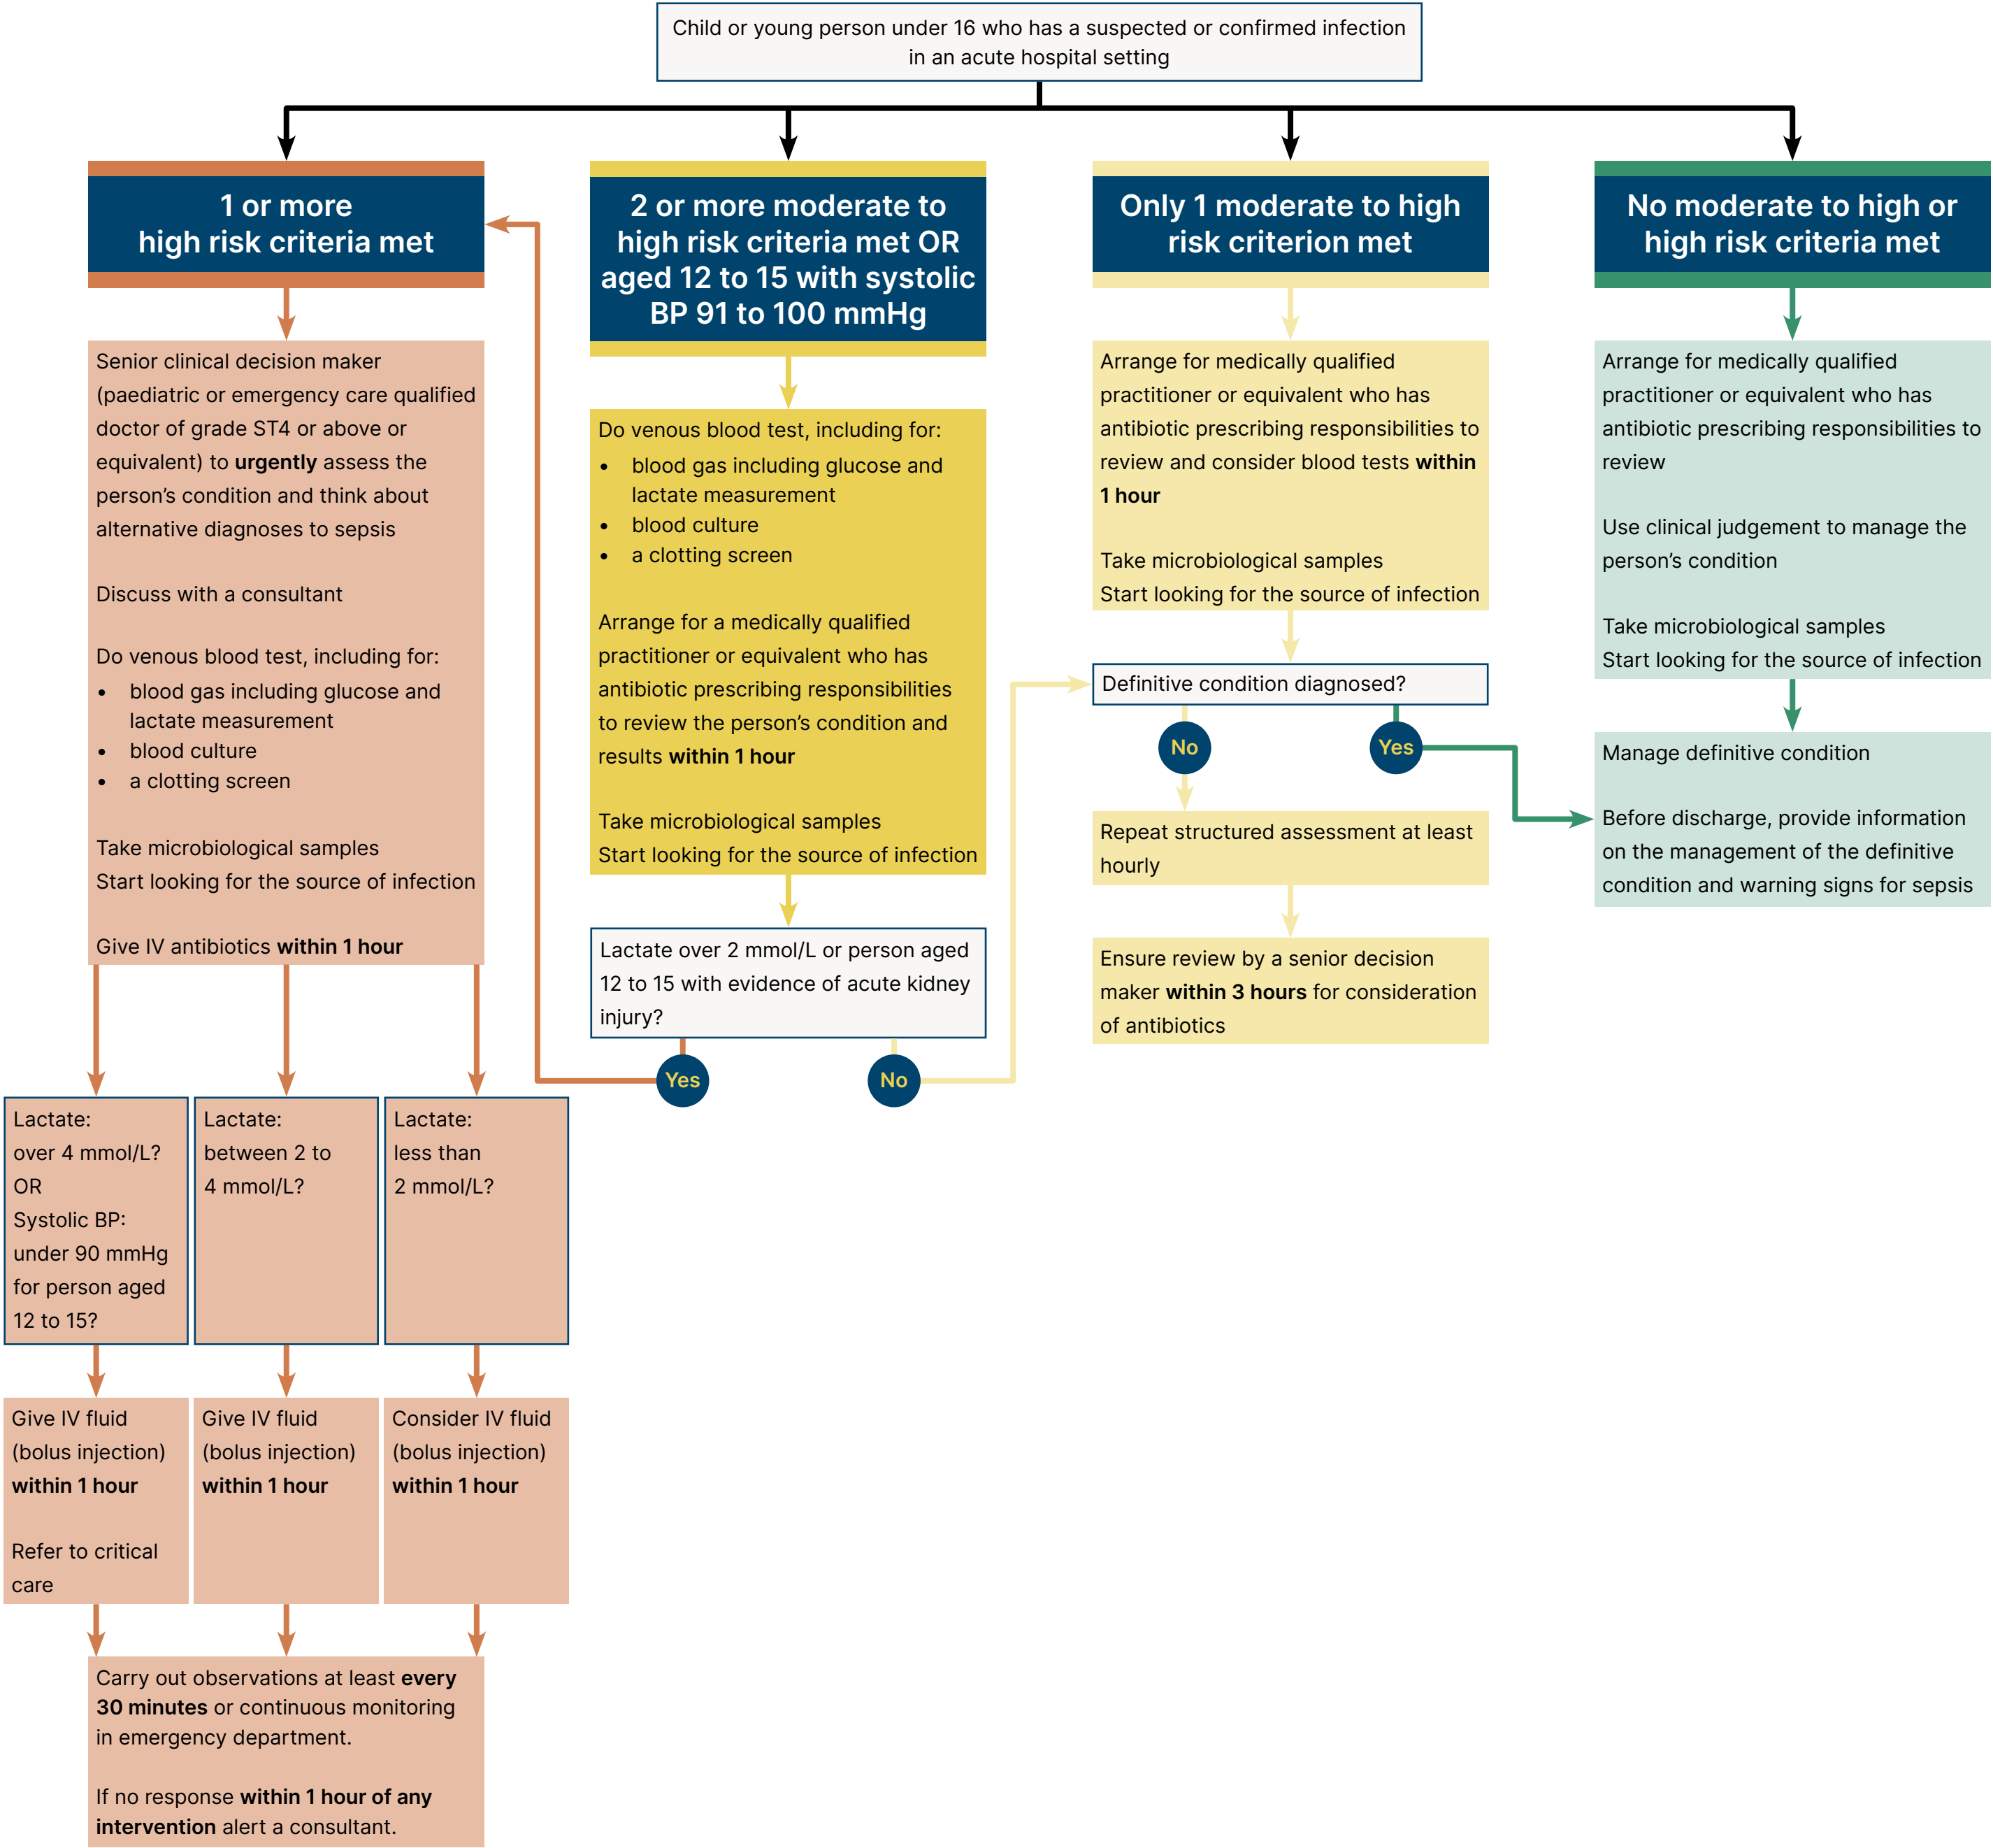 Child or young person under 16 who has a suspected or confirmed infection
in an acute hospital setting
1 or more
high risk criteria met
Senior clinical decision maker
(paediatric or emergency care qualified
doctor of grade ST4 or above or
equivalent) to urgently assess the
person’s condition and think about
alternative diagnoses to sepsis
Discuss with a consultant
Do venous blood test, including for:
• blood gas including glucose and
lactate measurement
• blood culture
• a clotting screen
Take microbiological samples
Start looking for the source of infection
Give IV antibiotics within 1 hour
Lactate:
over 4 mmol/L?
OR
Systolic BP:
under 90 mmHg
for person aged
12 to 15?
Give IV fluid
(bolus injection)
within 1 hour
Refer to critical
care
Lactate:
between 2 to
4 mmol/L?
Give IV fluid
(bolus injection)
within 1 hour
Lactate:
less than
2 mmol/L?
Consider IV fluid
(bolus injection)
within 1 hour
Carry out observations at least every
30 minutes or continuous monitoring
in emergency department.
If no response within 1 hour of any
intervention alert a consultant.
2 or more moderate to
high risk criteria met OR
aged 12 to 15 with systolic
BP 91 to 100 mmHg
Do venous blood test, including for:
• blood gas including glucose and
lactate measurement
• blood culture
• a clotting screen
Arrange for a medically qualified
practitioner or equivalent who has
antibiotic prescribing responsibilities
to review the person’s condition and
results within 1 hour
Take microbiological samples
Start looking for the source of infection
Lactate over 2 mmol/L or person aged
12 to 15 with evidence of acute kidney
injury?
Yes
No
Only 1 moderate to high
risk criterion met
Arrange for medically qualified
practitioner or equivalent who has
antibiotic prescribing responsibilities to
review and consider blood tests within
1 hour
Take microbiological samples
Start looking for the source of infection
Definitive condition diagnosed?
No
Yes
Repeat structured assessment at least
hourly
Ensure review by a senior decision
maker within 3 hours for consideration
of antibiotics
No moderate to high or
high risk criteria met
Arrange for medically qualified
practitioner or equivalent who has
antibiotic prescribing responsibilities to
review
Use clinical judgement to manage the
person’s condition
Take microbiological samples
Start looking for the source of infection
Manage definitive condition
Before discharge, provide information
on the management of the definitive
condition and warning signs for sepsis